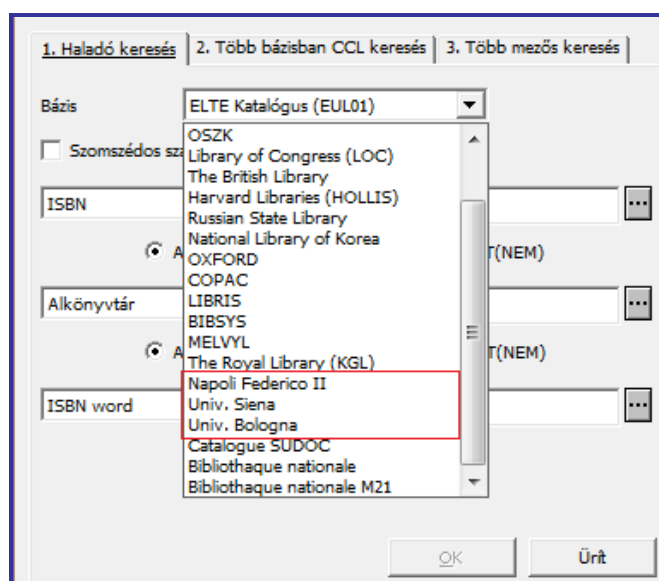 1. Haladó keresés 2. Több bázisban CCL keresés 3. Több mezős keresés
Bázis ELTE Katalógus (EUL01)
OSZK
Szomszédos Library of Congress (LOC)
The British Library
ISBN Harvard Libraries (HOLLIS)
Russian State Library
National Library of Korea
A OXFORD T(NEM)
COPAC
Alkönyvtár LIBRIS
BIBSYS
MELVYL
A The Royal Library (KGL) T(NEM)
Napoli Federico II
ISBN word Univ. Siena
Univ. Bologna
Catalogue SUDOC
Bibliothaque nationale
Bibliothaque nationale M21
OK Ürít